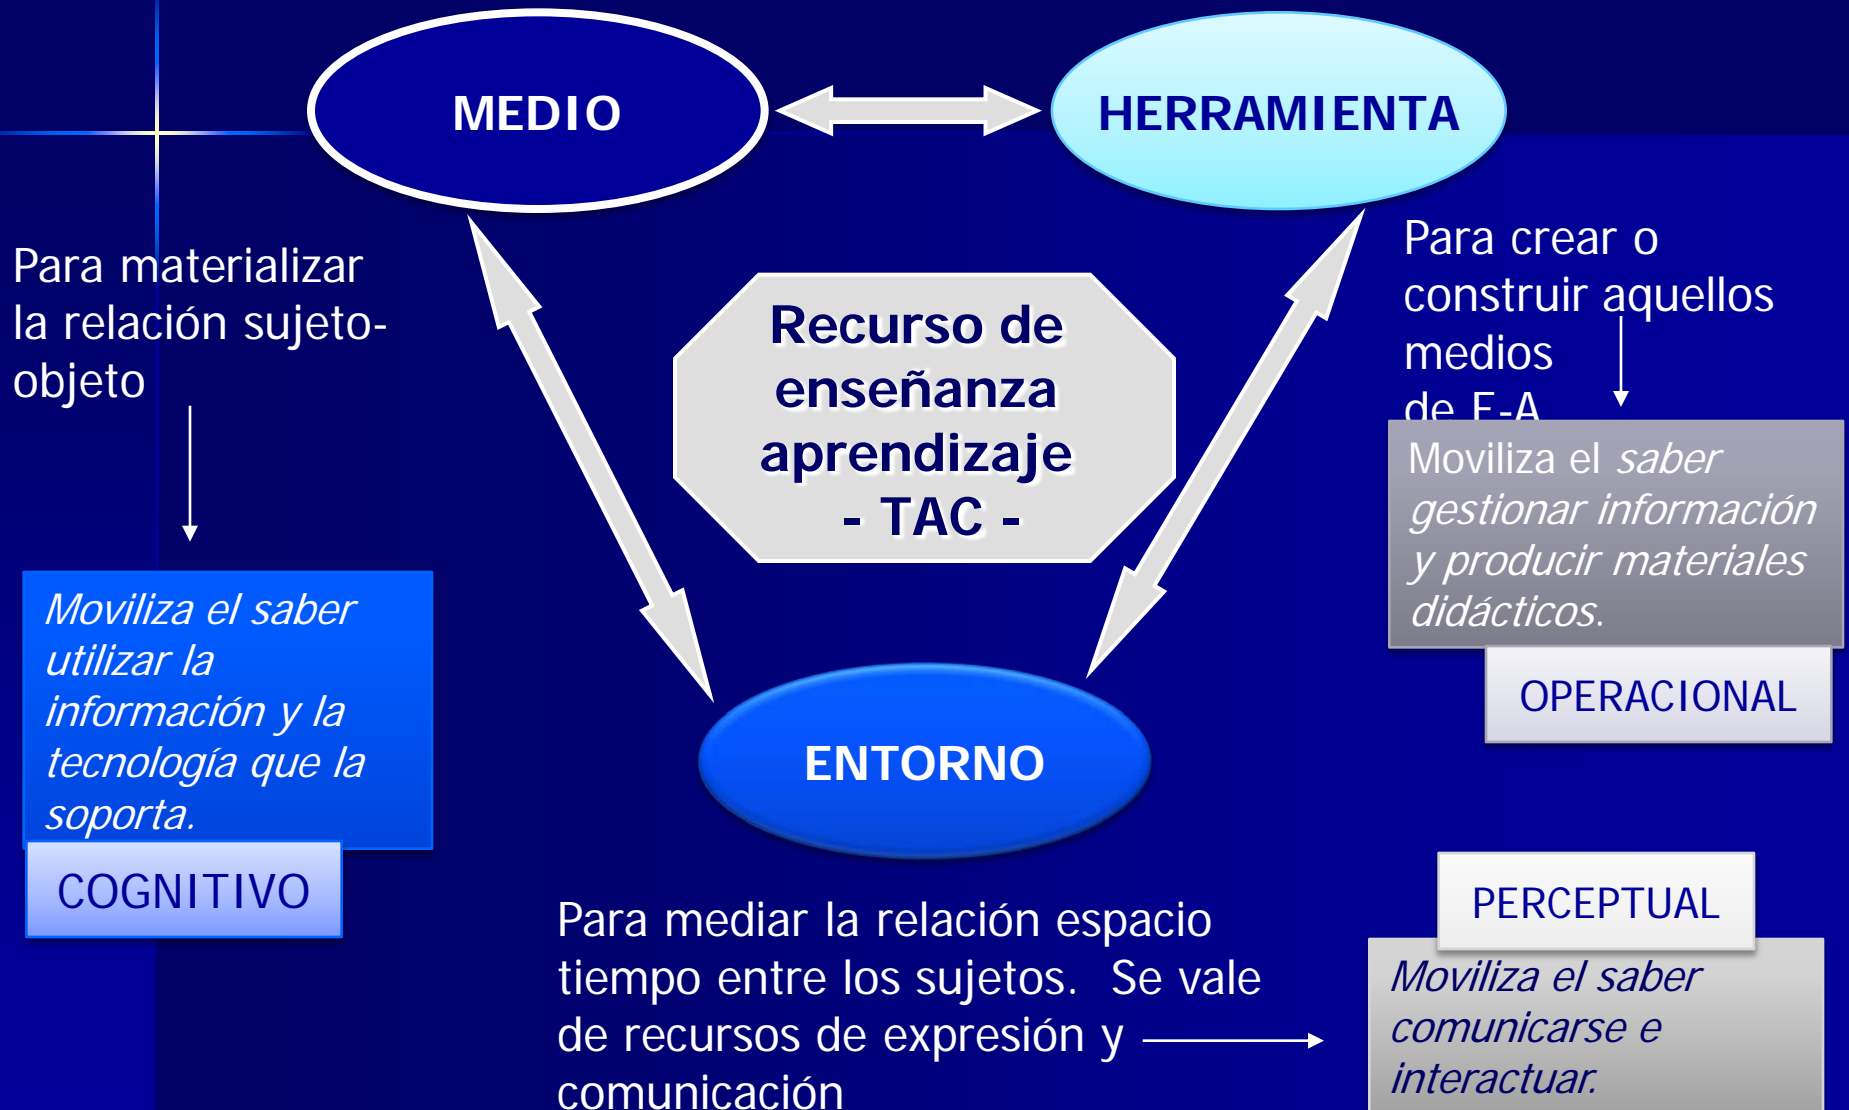 MEDIO
HERRAMIENTA
Para materializar
la relación sujeto-
objeto
Recurso de
enseñanza
aprendizaje
- TAC -
Para crear o
construir aquellos
medios
de E-A
Moviliza el saber
gestionar información
y producir materiales
didácticos.
OPERACIONAL
Moviliza el saber
utilizar la
información y la
tecnología que la
soporta.
COGNITIVO
ENTORNO
Para mediar la relación espacio
tiempo entre los sujetos. Se vale
de recursos de expresión y
comunicación
PERCEPTUAL
Moviliza el saber
comunicarse e
interactuar.